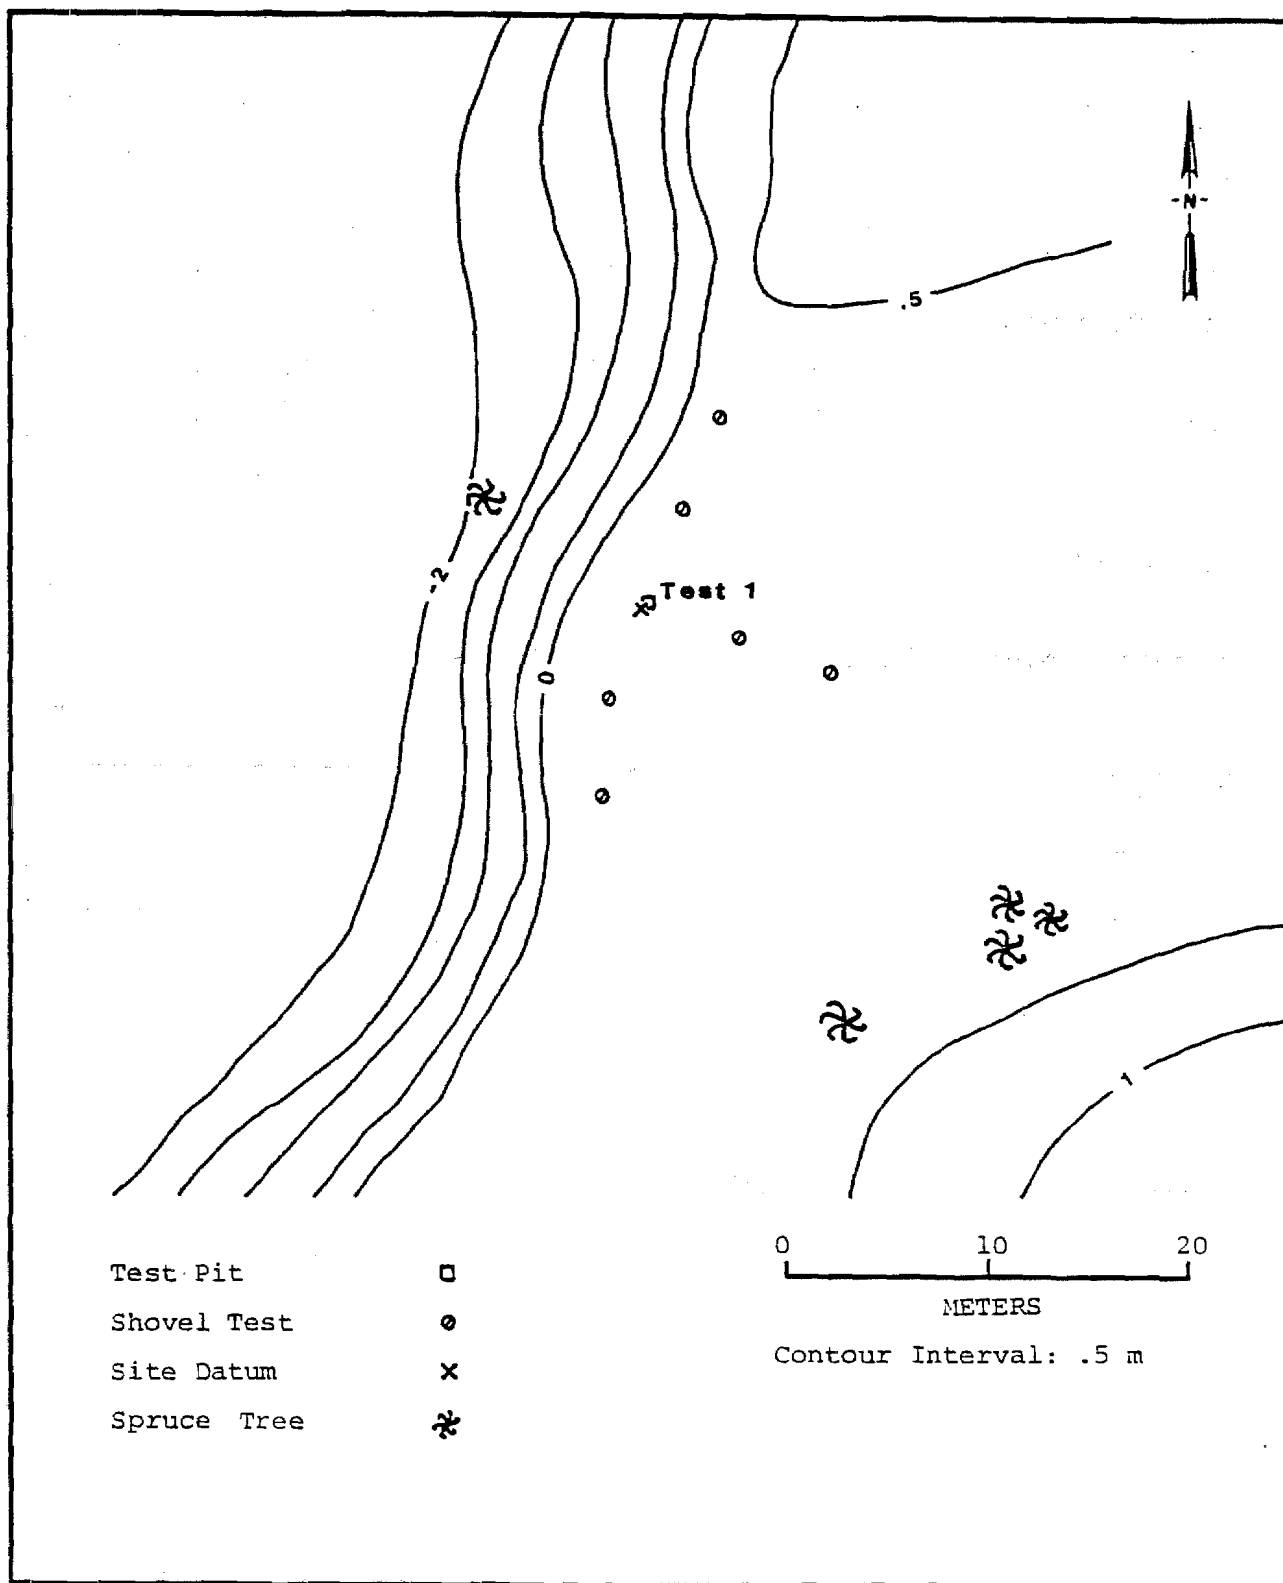 -N-
.5
Test 1
-2
0
1
0 10 20
METERS
Contour Interval: .5 m
Test Pit
Shovel Test
Site Datum
Spruce Tree